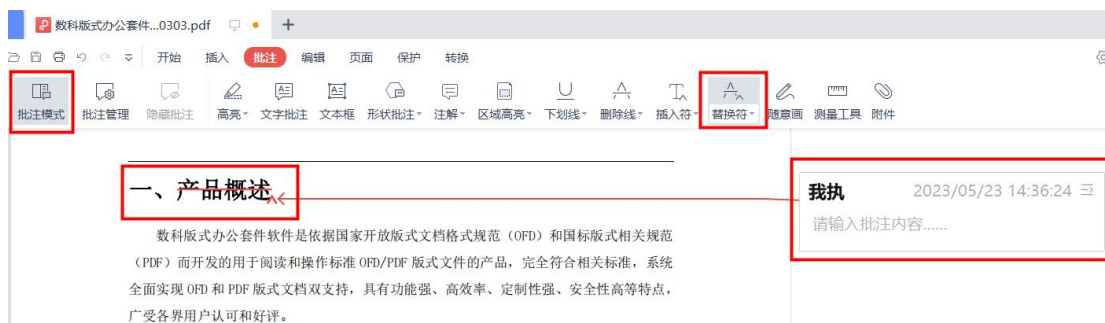 数科版式办公套件...0303.pdf
开始 插入 批注 编辑 页面 保护 转换
批注模式 批注管理 隐藏批注 高亮 文字批注 文本框 形状批注 注解 区域高亮 下划线 删除线 插入符 替换符 随意画 测量工具 附件
一、产品概述
我执 2023/05/23 14:36:24
请输入批注内容......
数科版式办公套件软件是依据国家开放版式文档格式规范（OFD）和国标版式相关规范
（PDF）而开发的用于阅读和操作标准 OFD/PDF 版式文件的产品，完全符合相关标准，系统
全面实现 OFD 和 PDF 版式文档双支持，具有功能强、高效率、定制性强、安全性高等特点，
广受各界用户认可和好评。